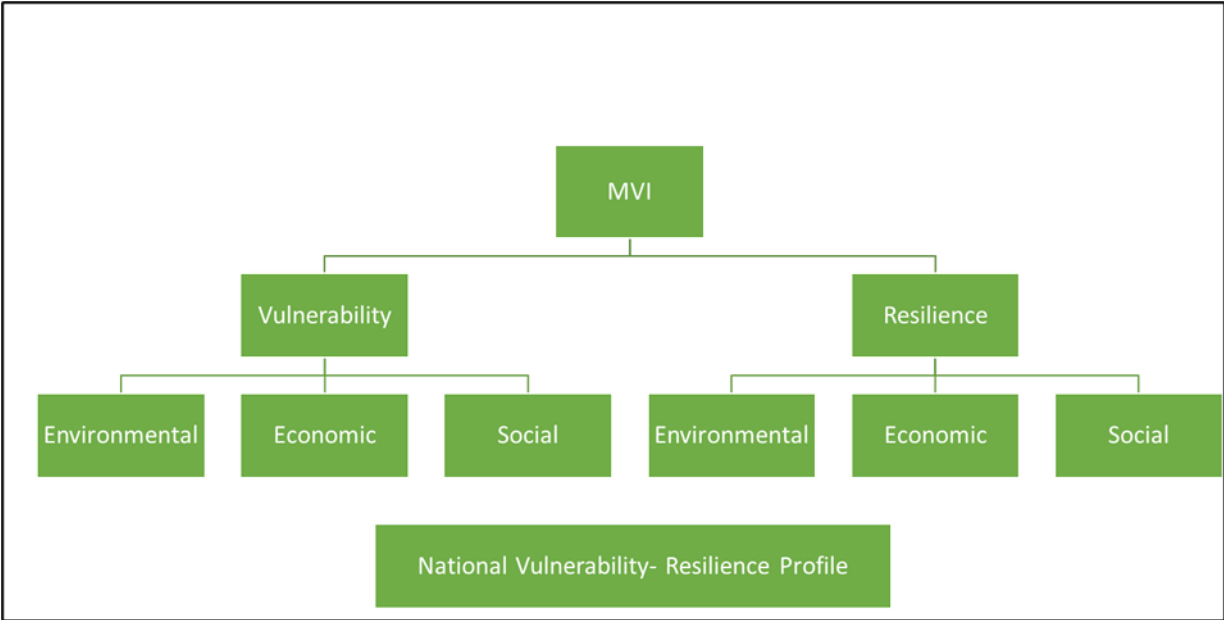 MVI
Vulnerability
Resilience
Environmental
Economic
Social
Environmental
Economic
Social
National Vulnerability- Resilience Profile